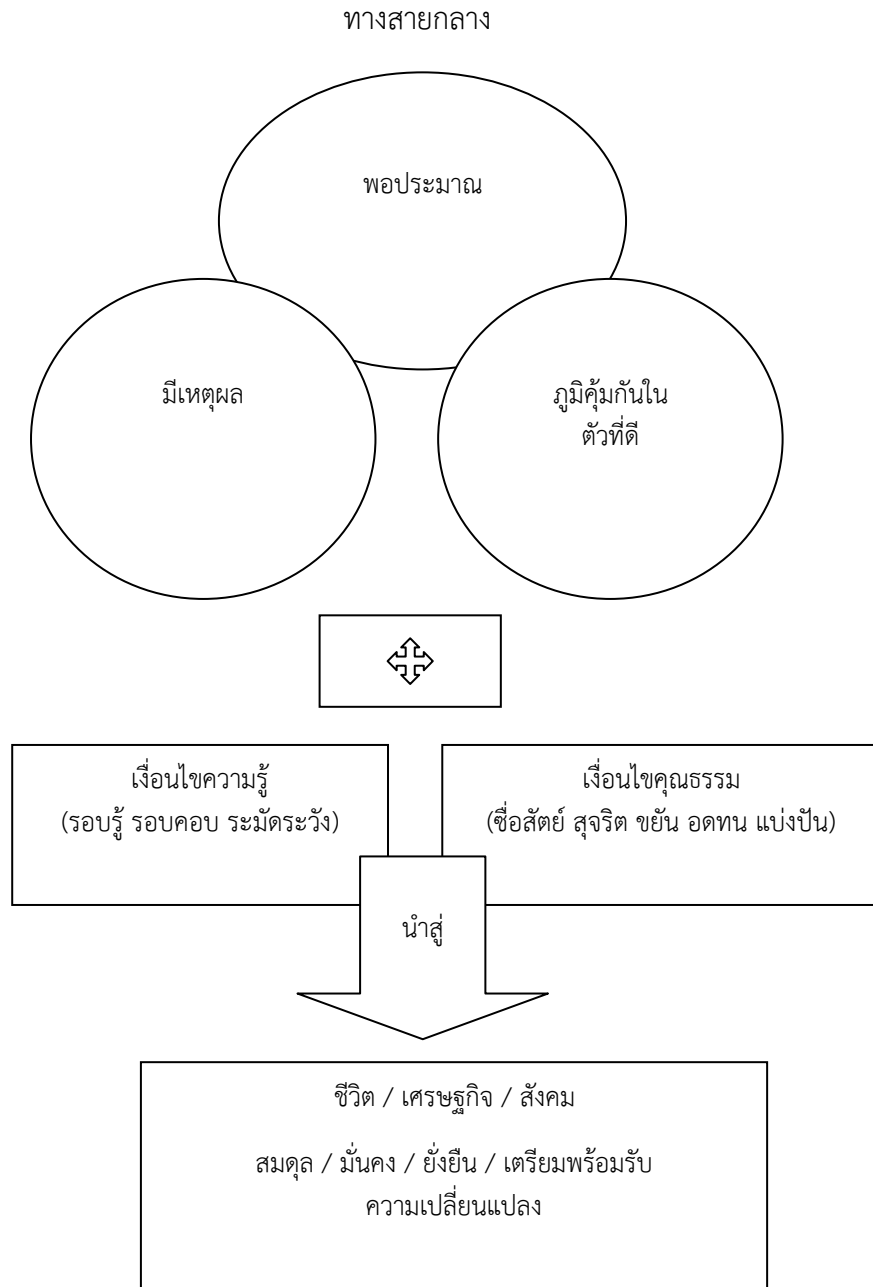 ทางสายกลาง
พอประมาณ
มีเหตุผล
ภูมิคุ้มกันใน
ตัวที่ดี
เงื่อนไขความรู้
(รอบรู้ รอบคอบ ระมัดระวัง)
เงื่อนไขคุณธรรม
(ซื่อสัตย์ สุจริต ขยัน อดทน แบ่งปัน)
นำสู่
ชีวิต / เศรษฐกิจ / สังคม
สมดุล / มั่นคง / ยั่งยืน / เตรียมพร้อมรับ
ความเปลี่ยนแปลง